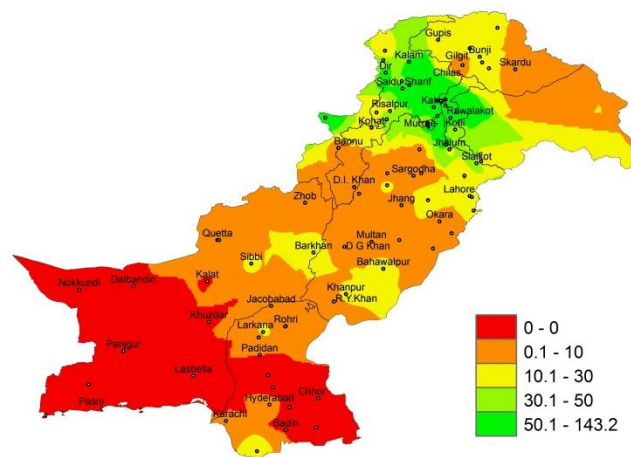 Gupis
Kalam
Gilgit
Bunji
Dir
Chilas
Skardu
Saidu Sharif
Risalpur
Rawalakot
Kohat
Kotli
Jhelum
Bannu
Sialkot
Sargodha
D.I. Khan
Lahore
Zhob
Jhang
Okara
Quetta
Multan
Barkhan
D G Khan
Sibbi
Bahawalpur
Kalat
Nokkundi
Dalbandin
Khanpur
Jacobabad
R.Y.Khan
Khuzdar
Rohri
Larkana
Panjgur
Padidan
Lasbella
Pasni
Chhor
Hyderabad
Karachi
Badin
0 - 0
0.1 - 10
10.1 - 30
30.1 - 50
50.1 - 143.2